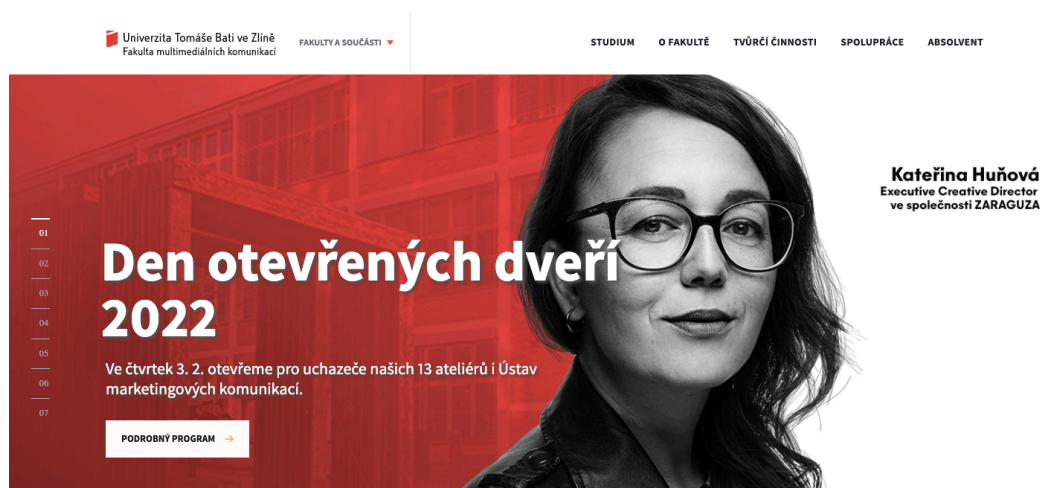 Univerzita Tomáše Bati ve Zlíně
Fakulta multimediálních komunikací
FAKULTY A SOUČÁSTI
STUDIUM O FAKULTĚ TVŮRČÍ ČINNOSTI SPOLUPRÁCE ABSOLVENT
Kateřina Huňová
Executive Creative Director
ve společnosti ZARAGUZA
01
02
03
04
05
06
07
Den otevřených dveří
2022
Ve čtvrtek 3. 2. otevřeme pro uchazeče našich 13 ateliérů i Ústav
marketingových komunikací.
PODROBNÝ PROGRAM →